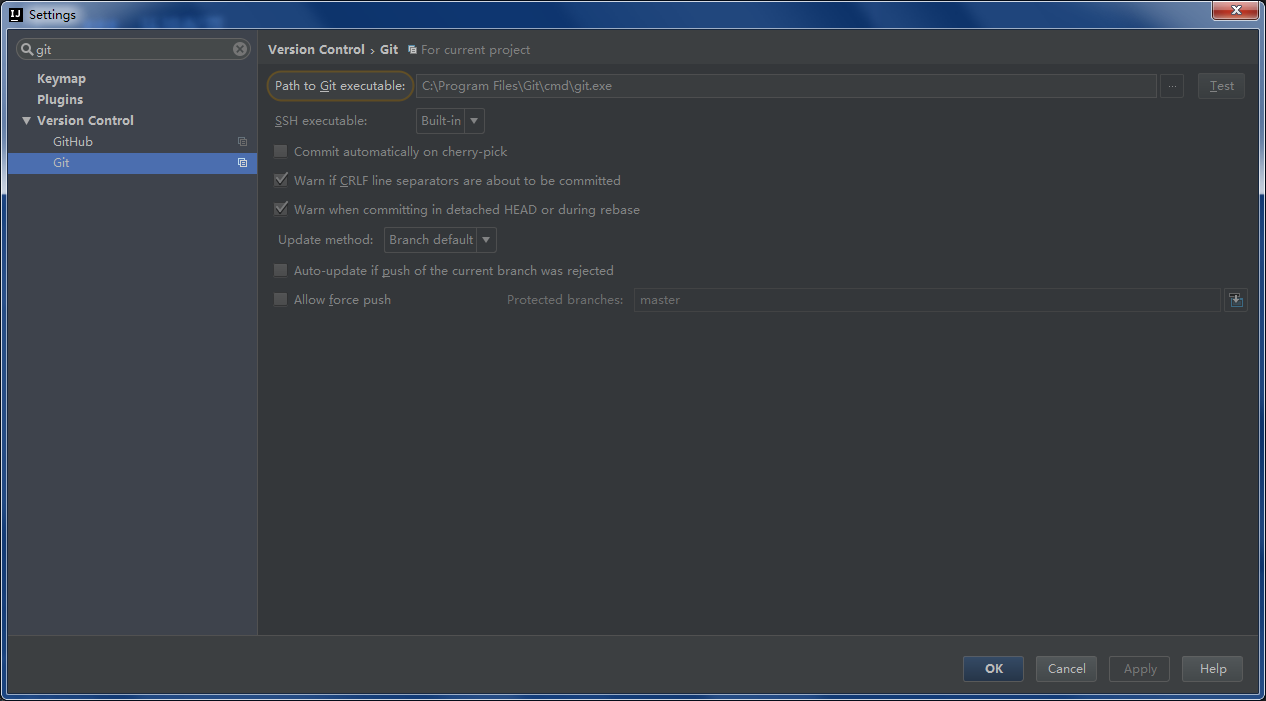 Settings
git
Keymap
Plugins
Version Control
GitHub
Git
Version Control › Git For current project
Path to Git executable: C:\Program Files\Git\cmd\git.exe ... Test
SSH executable: Built-in
Commit automatically on cherry-pick
Warn if CRLF line separators are about to be committed
Warn when committing in detached HEAD or during rebase
Update method: Branch default
Auto-update if push of the current branch was rejected
Allow force push Protected branches: master
OK Cancel Apply Help